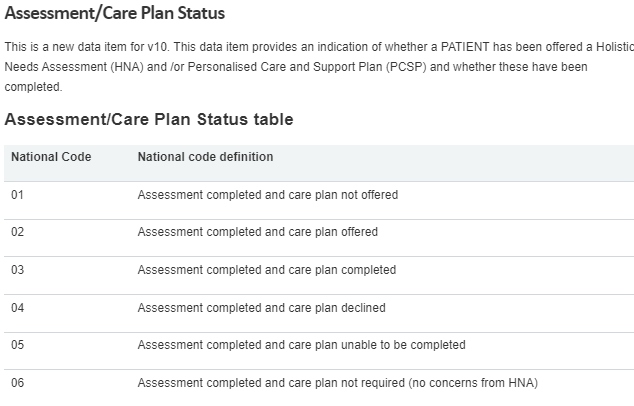 Assessment/Care Plan Status
This is a new data item for v10. This data item provides an indication of whether a PATIENT has been offered a Holistic
Needs Assessment (HNA) and /or Personalised Care and Support Plan (PCSP) and whether these have been
completed.
Assessment/Care Plan Status table
National Code National code definition
01 Assessment completed and care plan not offered
02 Assessment completed and care plan offered
03 Assessment completed and care plan completed
04 Assessment completed and care plan declined
05 Assessment completed and care plan unable to be completed
06 Assessment completed and care plan not required (no concerns from HNA)